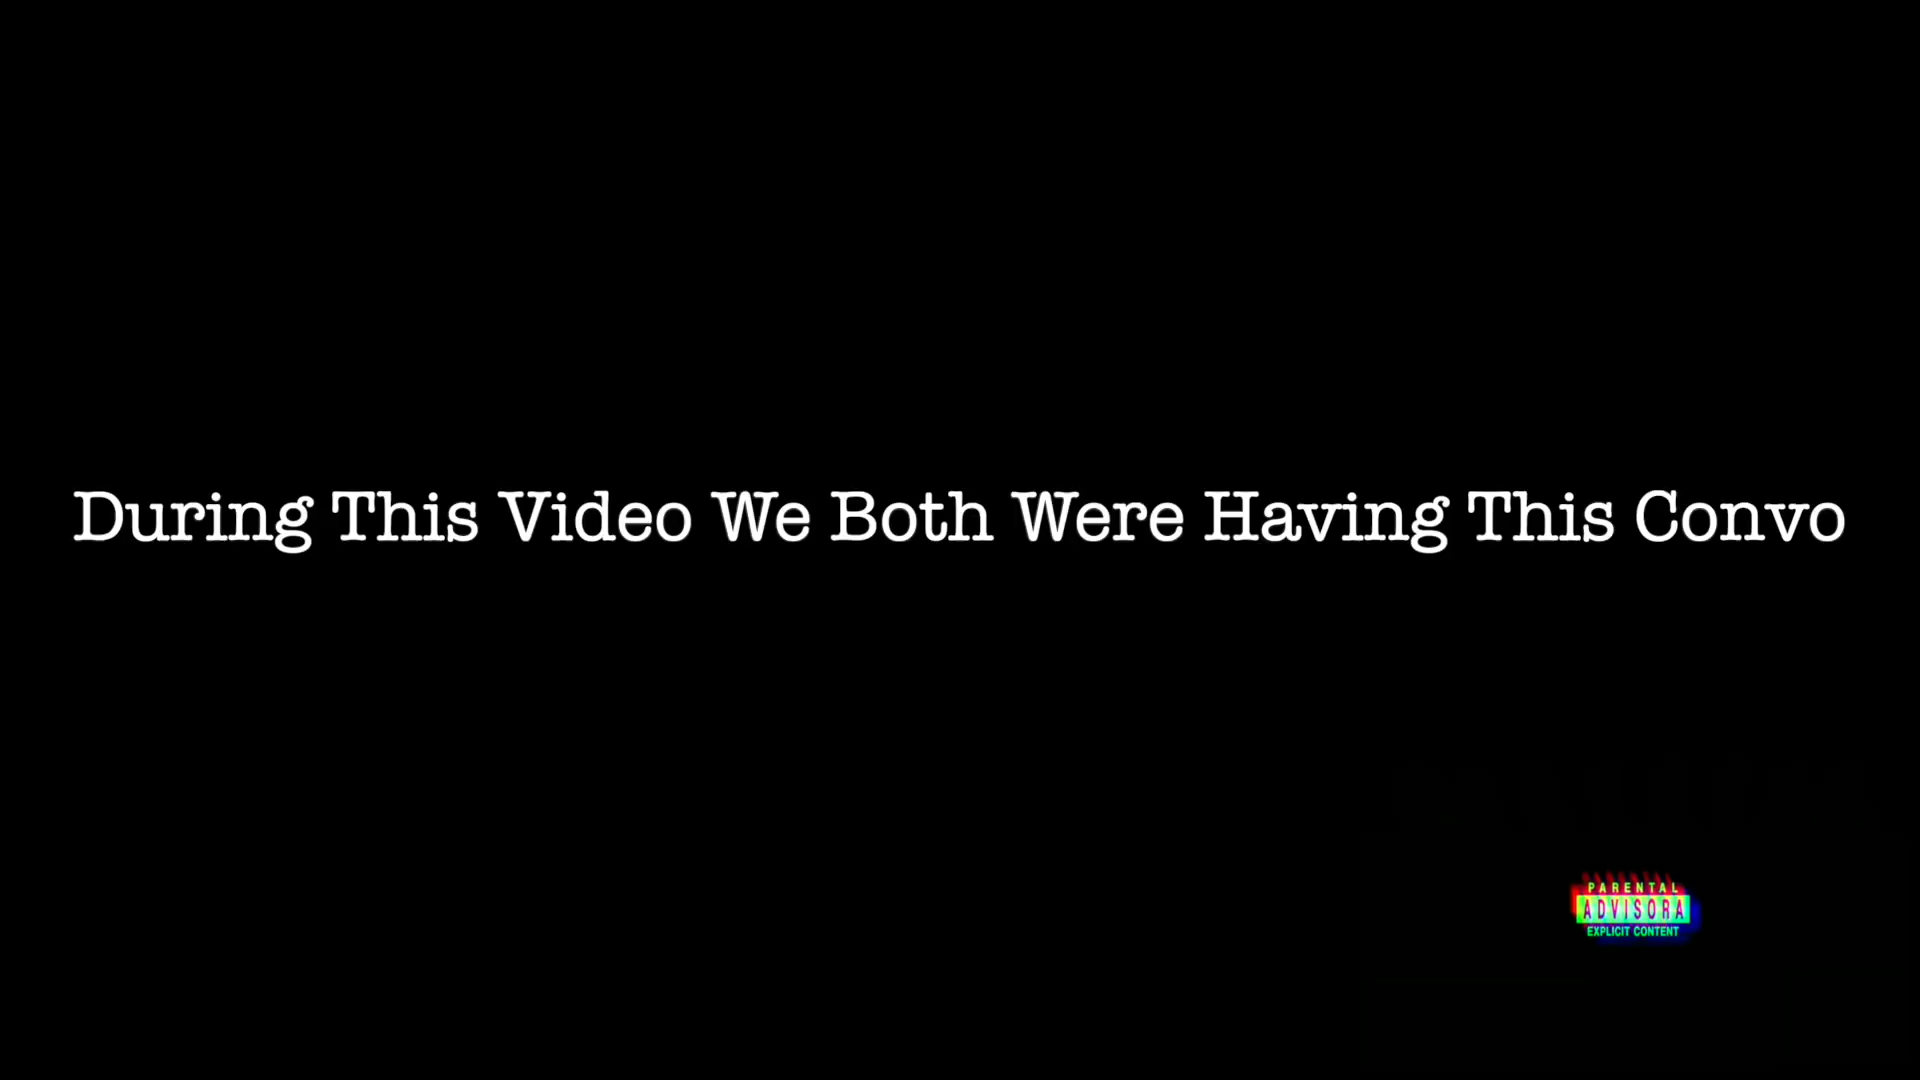 During This Video We Both Were Having This Convo
PARENTAL
ADVISORA
EXPLICIT CONTENT